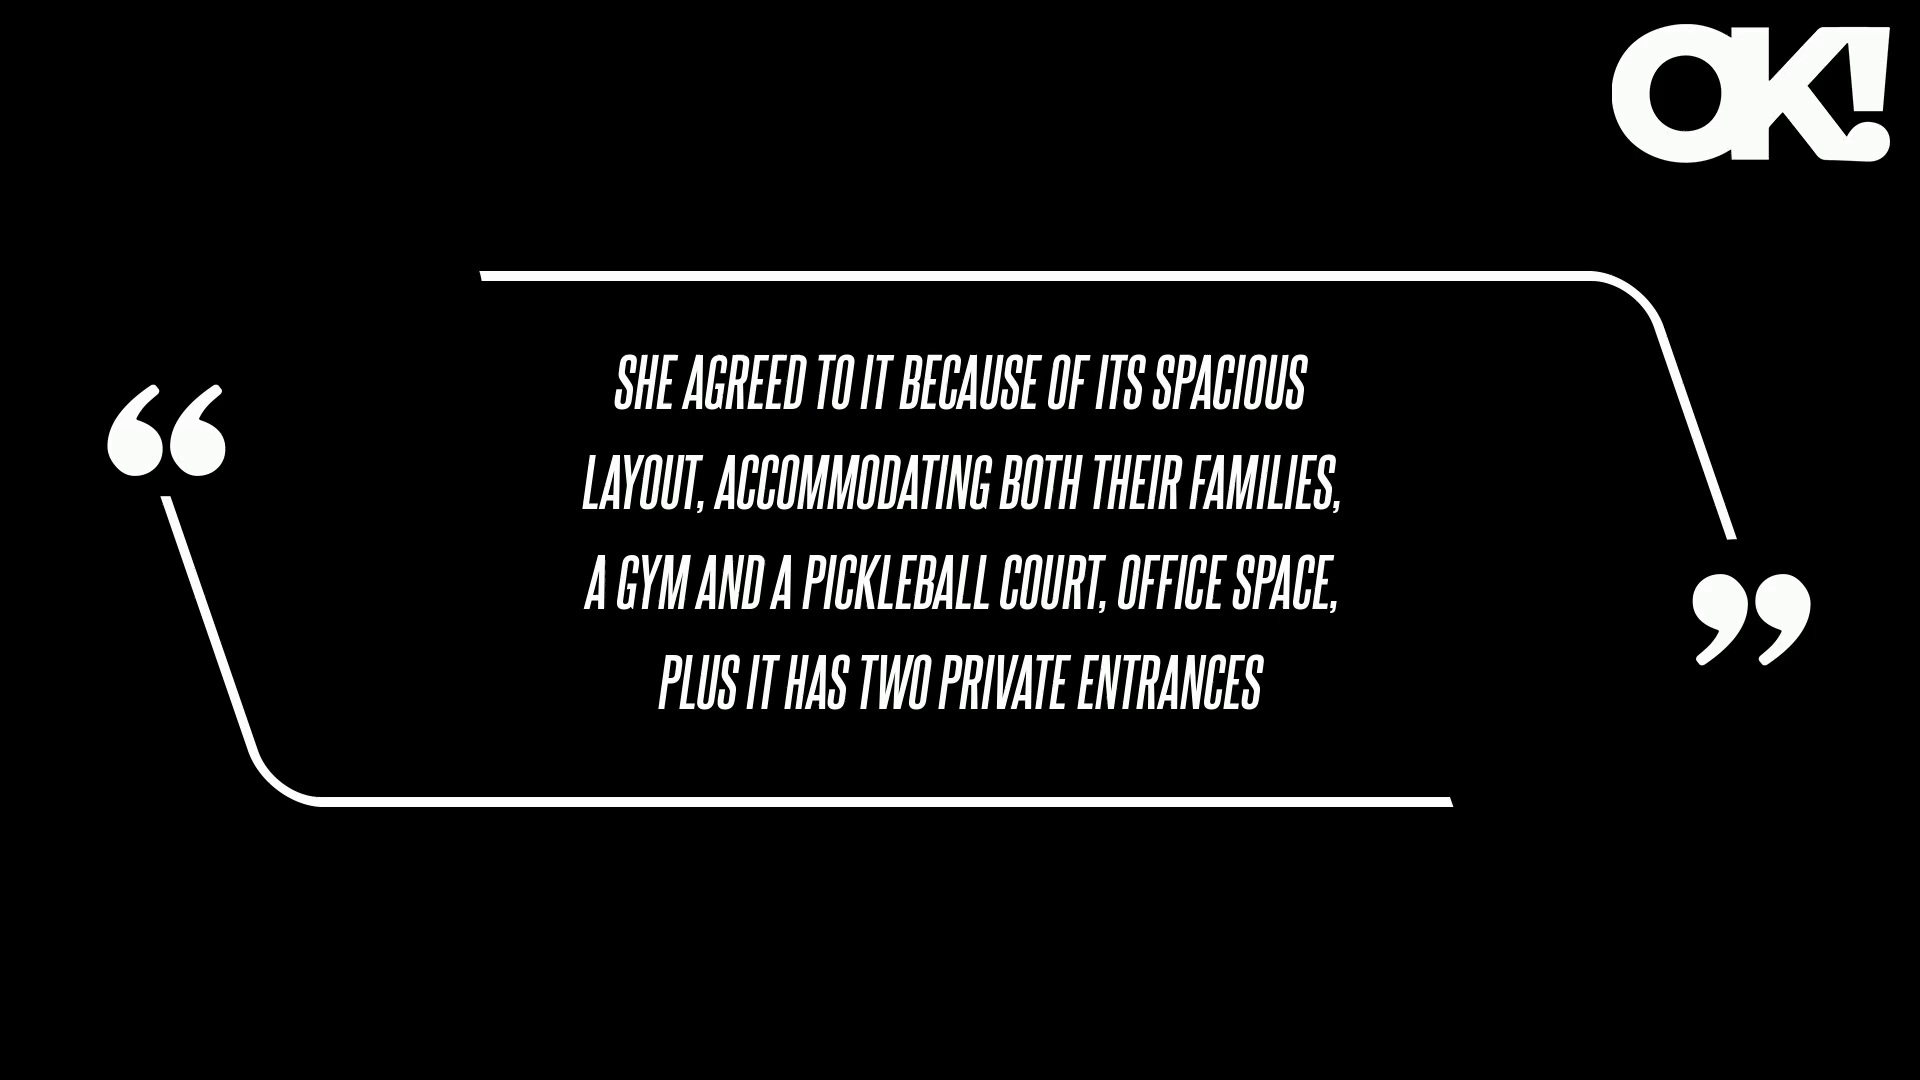 OK!
“
SHE AGREED TO IT BECAUSE OF ITS SPACIOUS
LAYOUT, ACCOMMODATING BOTH THEIR FAMILIES,
A GYM AND A PICKLEBALL COURT, OFFICE SPACE,
PLUS IT HAS TWO PRIVATE ENTRANCES
”